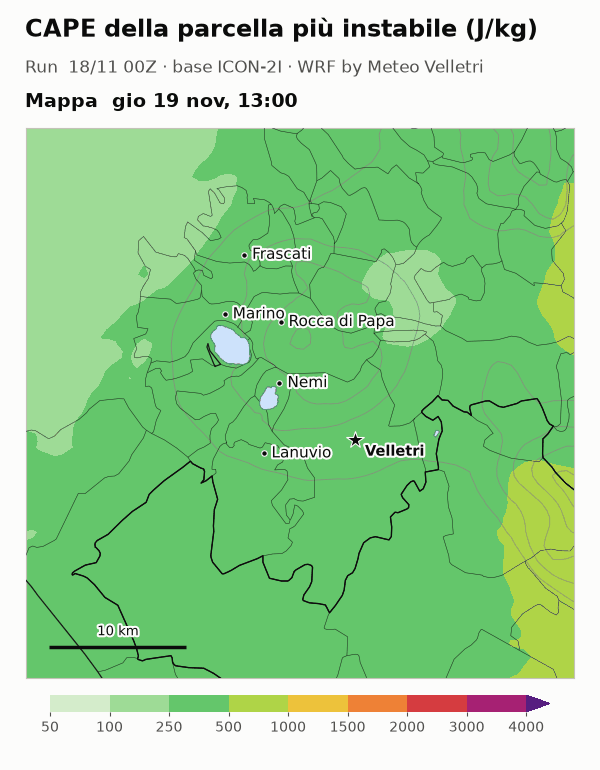 CAPE della parcella più instabile (J/kg)
Run  18/11 00Z · base ICON-2I · WRF by Meteo Velletri
Mappa  gio 19 nov, 13:00
Frascati
Marino
Rocca di Papa
Nemi
Velletri
Lanuvio
10 km
50 100 250 500 1000 1500 2000 3000 4000